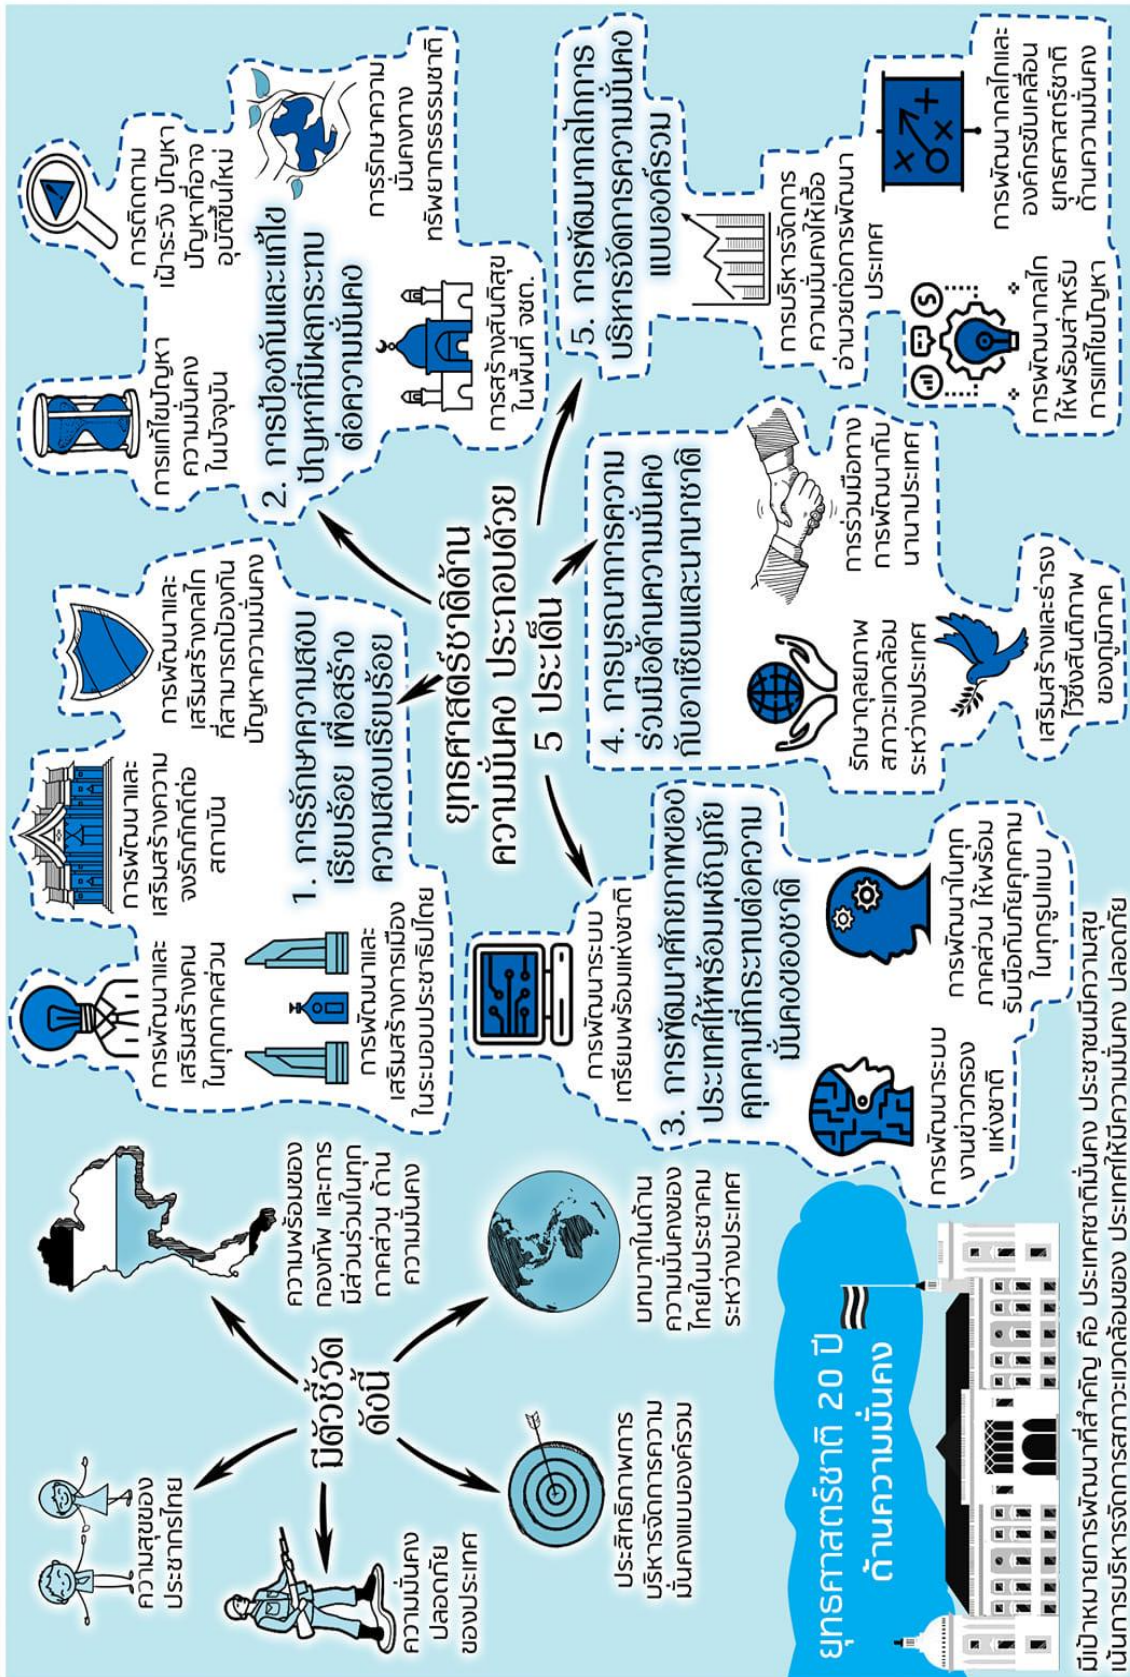 ยุทธศาสตร์ชาติ 20 ปี
ด้านความมั่นคง
มีเป้าหมายการพัฒนาที่สำคัญ คือ ประเทศชาติมั่นคง ประชาชนมีความสุข
เน้นการบริหารจัดการสภาวะแวดล้อมของ ประเทศให้มีความมั่นคง ปลอดภัย
มีตัวชี้วัด
ดังนี้
ความสุขของ
ประชากรไทย
ความมั่นคง
ปลอดภัย
ของประเทศ
ความพร้อมของ
กองทัพ และการ
มีส่วนร่วมในทุก
ภาคส่วน ด้าน
ความมั่นคง
บทบาทในด้าน
ความมั่นคงของ
ไทยในประชาคม
ระหว่างประเทศ
ประสิทธิภาพการ
บริหารจัดการความ
มั่นคงแบบองค์รวม
ยุทธศาสตร์ชาติด้าน
ความมั่นคง ประกอบด้วย
5 ประเด็น
1. การรักษาความสงบ
เรียบร้อย เพื่อสร้าง
ความสงบเรียบร้อย
การพัฒนาและ
เสริมสร้างคน
ในทุกภาคส่วน
การพัฒนาและ
เสริมสร้างความ
จงรักภักดีต่อ
สถาบัน
การพัฒนาและ
เสริมสร้างกลไก
ที่สามารถป้องกัน
ปัญหาความมั่นคง
การพัฒนาและ
เสริมสร้างการเมือง
ในระบอบประชาธิปไตย
2. การป้องกันและแก้ไข
ปัญหาที่มีผลกระทบ
ต่อความมั่นคง
การแก้ไขปัญหา
ความมั่นคง
ในปัจจุบัน
การติดตาม
เฝ้าระวัง ปัญหา
ปัญหาที่อาจ
อุบัติขึ้นใหม่
การรักษาความ
มั่นคงทาง
ทรัพยากรธรรมชาติ
การสร้างสันติสุข
ในพื้นที่ จชต.
3. การพัฒนาศักยภาพของ
ประเทศให้พร้อมเผชิญภัย
คุกคามที่กระทบต่อความ
มั่นคงของชาติ
การพัฒนาระบบ
เตรียมพร้อมแห่งชาติ
การพัฒนาระบบ
งานข่าวกรอง
แห่งชาติ
การพัฒนาในทุก
ภาคส่วน ให้พร้อม
รับมือกับภัยคุกคาม
ในทุกรูปแบบ
4. การบูรณาการความ
ร่วมมือด้านความมั่นคง
กับอาเซียนและนานาชาติ
รักษาดุลยภาพ
สภาวะแวดล้อม
ระหว่างประเทศ
การร่วมมือทาง
การพัฒนากับ
นานาประเทศ
เสริมสร้างและธำรง
ไว้ซึ่งสันติภาพ
ของภูมิภาค
5. การพัฒนากลไกการ
บริหารจัดการความมั่นคง
แบบองค์รวม
การบริหารจัดการ
ความมั่นคงให้เอื้อ
อำนวยต่อการพัฒนา
ประเทศ
การพัฒนากลไก
ให้พร้อมสำหรับ
การแก้ไขปัญหา
การพัฒนากลไกและ
องค์กรขับเคลื่อน
ยุทธศาสตร์ชาติ
ด้านความมั่นคง